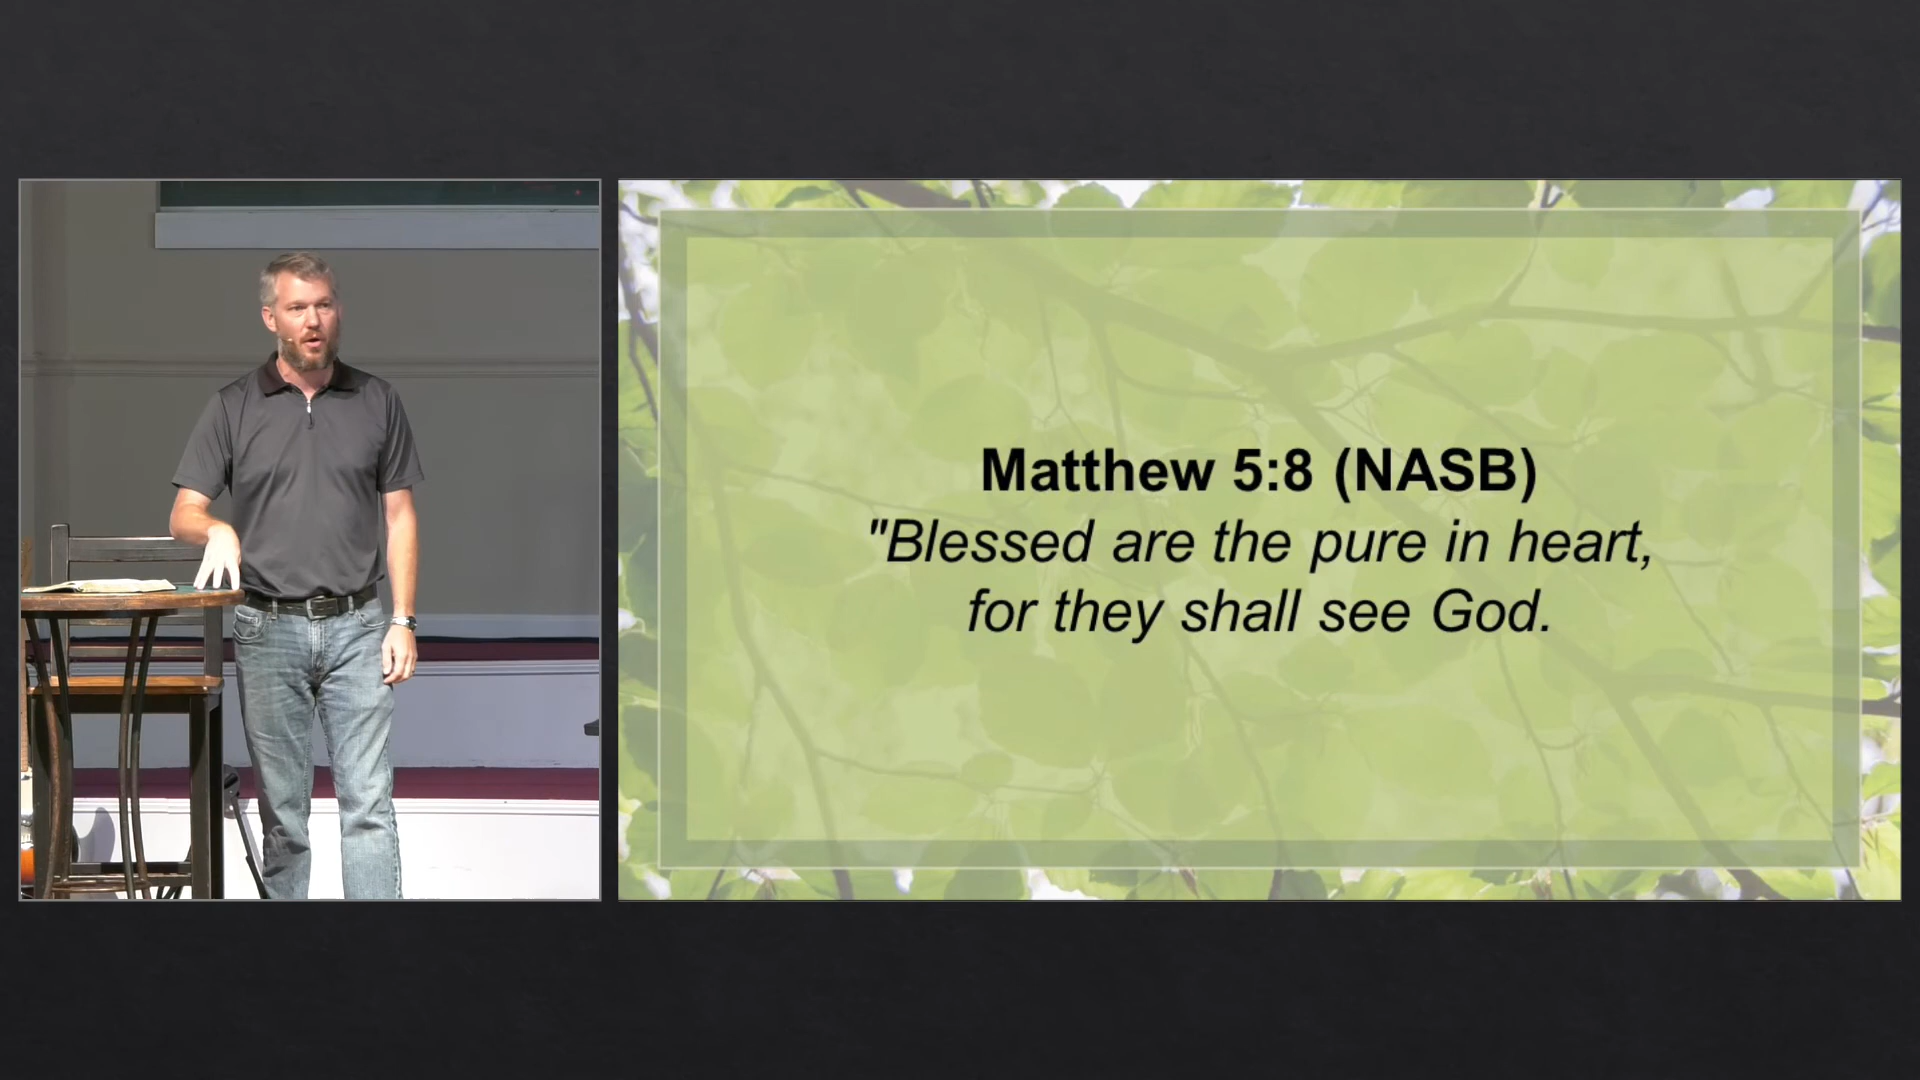 Matthew 5:8 (NASB)
"Blessed are the pure in heart,
for they shall see God.